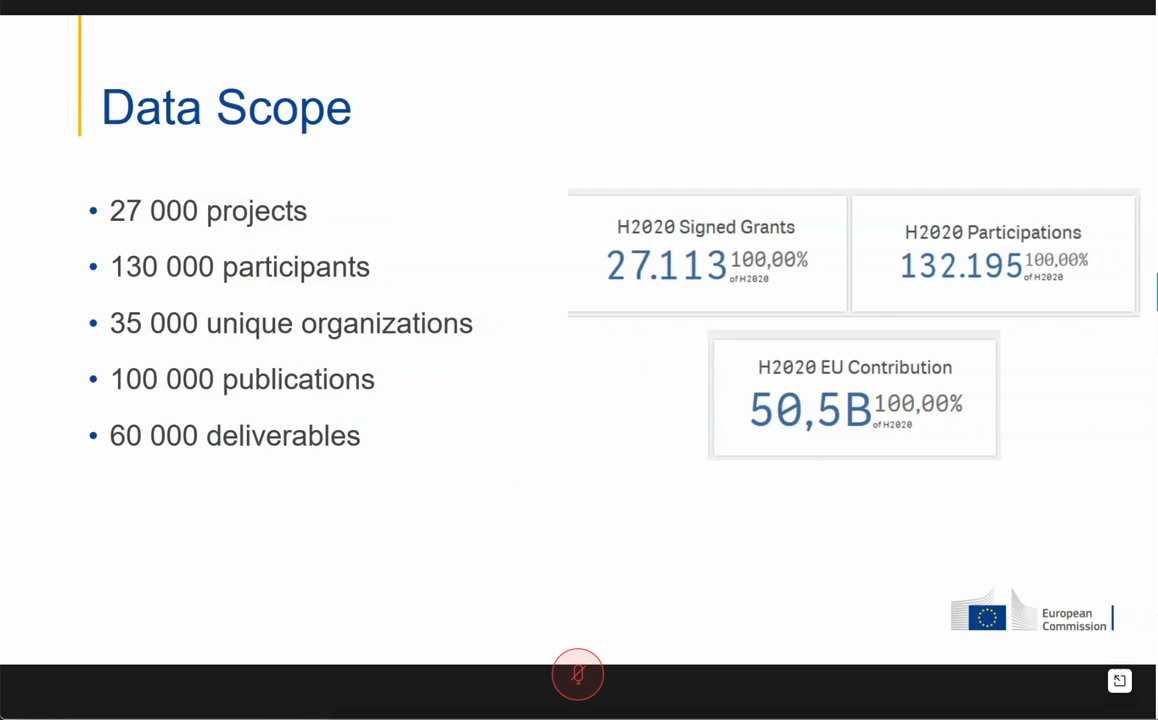 Data Scope
• 27 000 projects
• 130 000 participants
• 35 000 unique organizations
• 100 000 publications
• 60 000 deliverables
H2020 Signed Grants
27.113 100,00%
of H2020
H2020 Participations
132.195 100,00%
of H2020
H2020 EU Contribution
50,5B 100,00%
of H2020
European
Commission